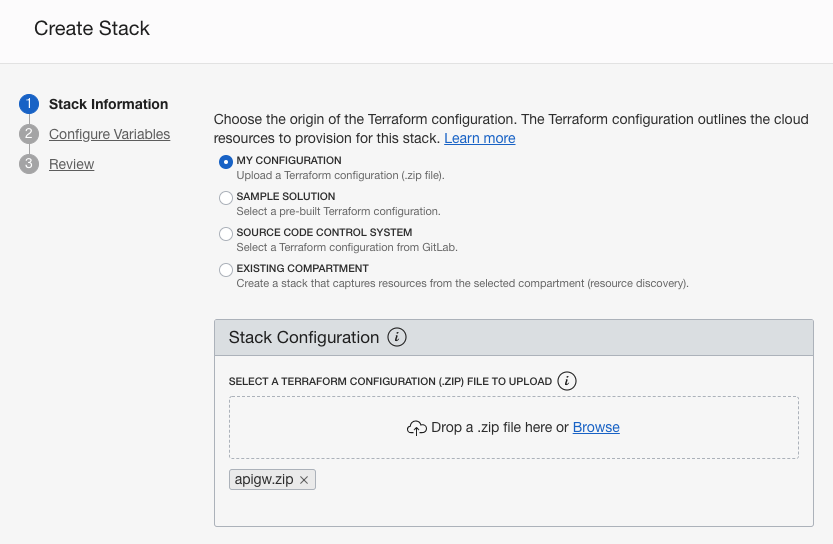 Create Stack
1 Stack Information
2 Configure Variables
3 Review
Choose the origin of the Terraform configuration. The Terraform configuration outlines the cloud
resources to provision for this stack. Learn more
MY CONFIGURATION
Upload a Terraform configuration (.zip file).
SAMPLE SOLUTION
Select a pre-built Terraform configuration.
SOURCE CODE CONTROL SYSTEM
Select a Terraform configuration from GitLab.
EXISTING COMPARTMENT
Create a stack that captures resources from the selected compartment (resource discovery).
Stack Configuration i
SELECT A TERRAFORM CONFIGURATION (.ZIP) FILE TO UPLOAD i
Drop a .zip file here or Browse
apigw.zip ×